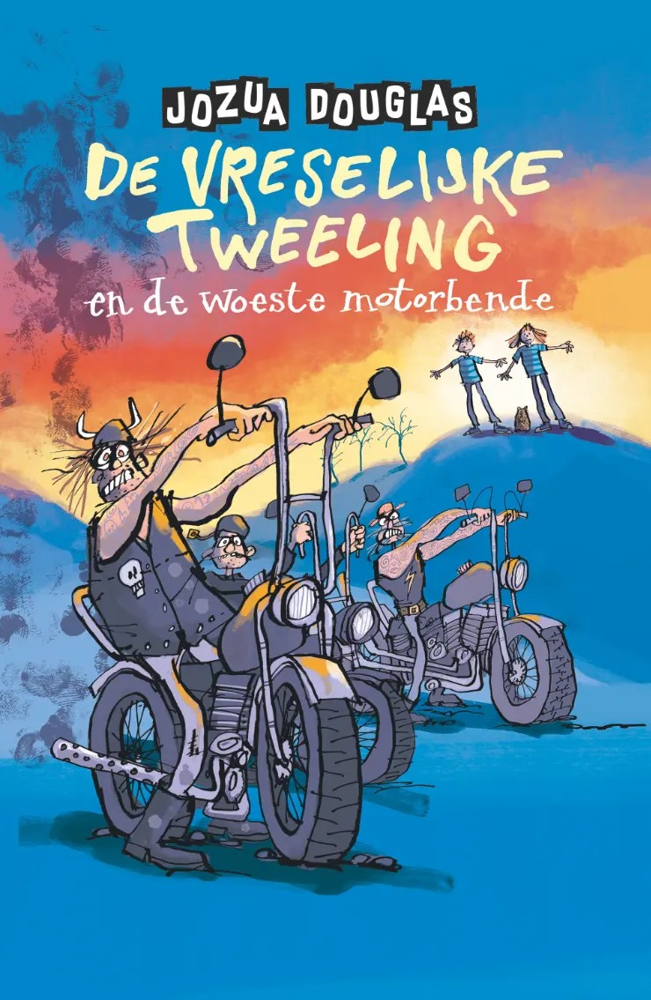 JOZUA DOUGLAS
DE VRESELIJKE
TWEELING
en de woeste motorbende